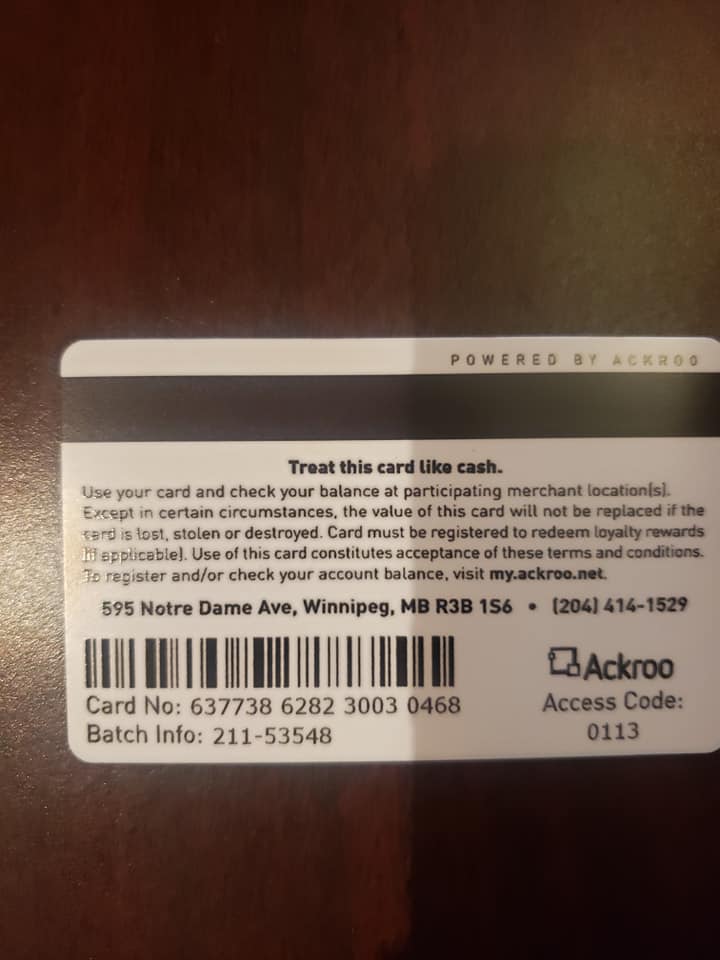 POWERED BY ACKROO
Treat this card like cash.
Use your card and check your balance at participating merchant location(s).
Except in certain circumstances, the value of this card will not be replaced if the
card is lost, stolen or destroyed. Card must be registered to redeem loyalty rewards
(if applicable). Use of this card constitutes acceptance of these terms and conditions.
To register and/or check your account balance, visit my.ackroo.net.
595 Notre Dame Ave, Winnipeg, MB R3B 1S6 • (204) 414-1529
Ackroo
Card No: 637738 6282 3003 0468
Access Code:
Batch Info: 211-53548
0113